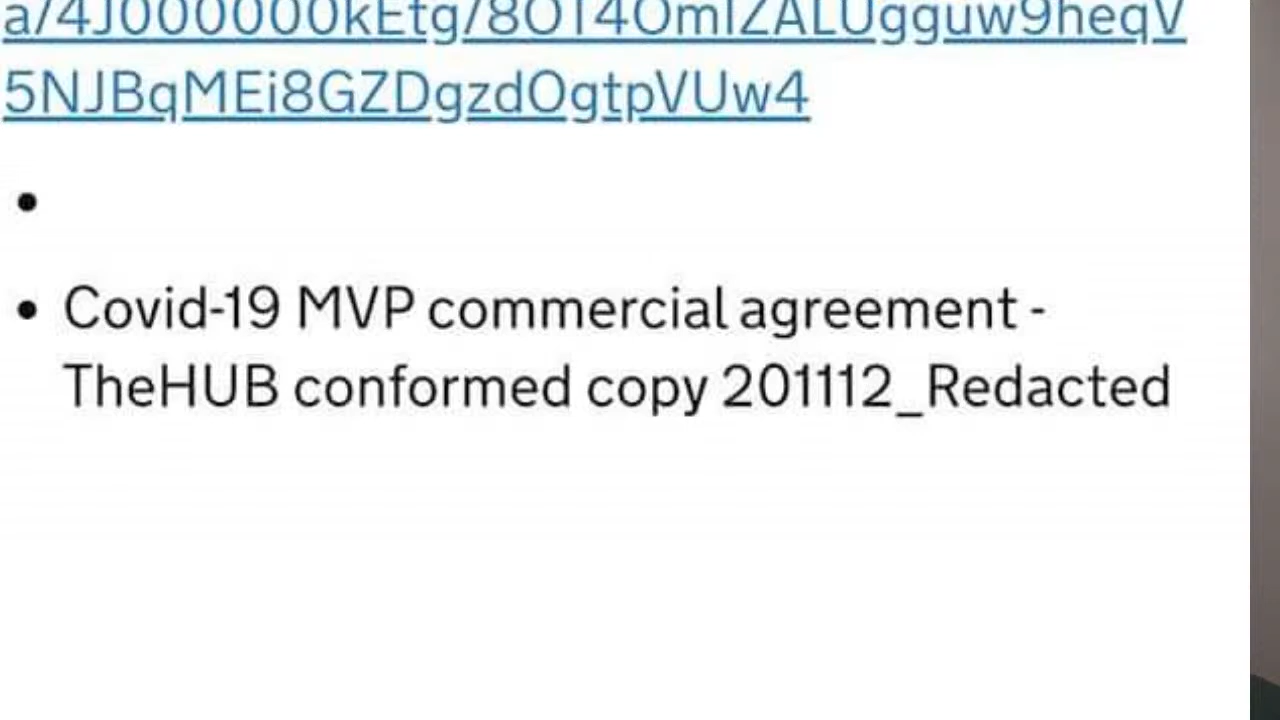 a/4J000000kEtg/8OT4OmIZALUgguw9heqV
5NJBqMEi8GZDgzdOgtpVUw4
•
• Covid-19 MVP commercial agreement -
TheHUB conformed copy 201112_Redacted